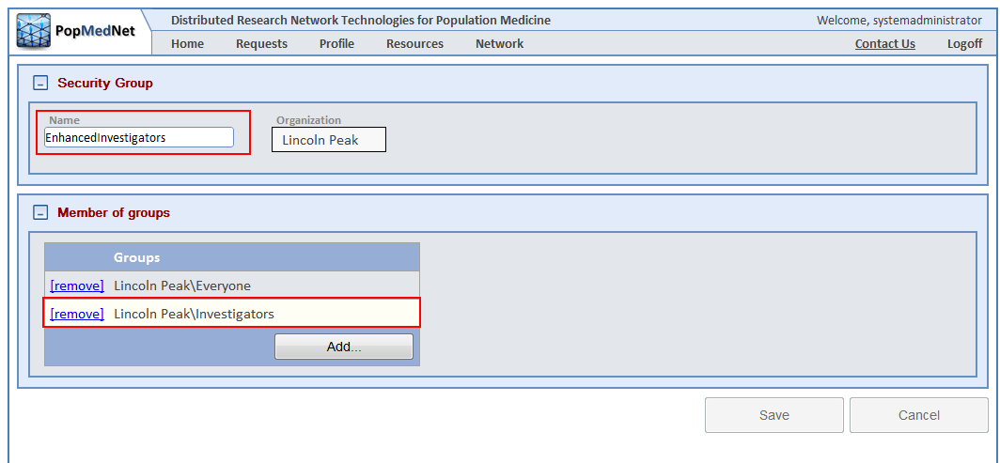 PopMedNet
Distributed Research Network Technologies for Population Medicine
Welcome, systemadministrator
Home Requests Profile Resources Network Contact Us Logoff
Security Group
Name Organization
EnhancedInvestigators Lincoln Peak
Member of groups
Groups
[remove] Lincoln Peak\Everyone
[remove] Lincoln Peak\Investigators
Add...
Save Cancel